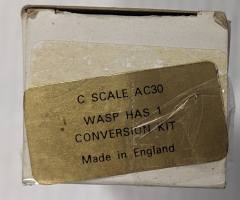 C SCALE AC30
WASP HAS 1
CONVERSION KIT
Made in England